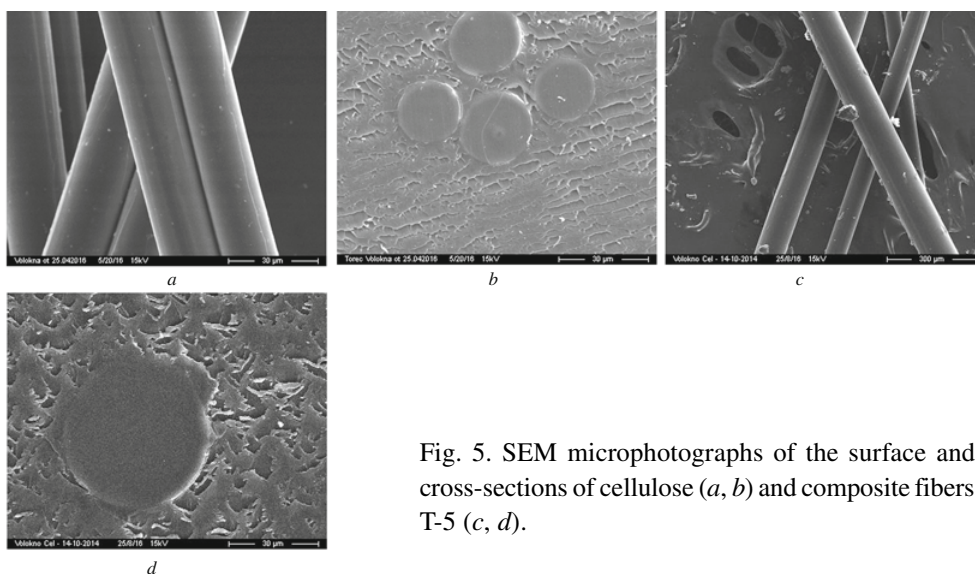 Volokna ot 25.042016 5/20/16 15kV 30 µm
a
Torec Volokna ot 25.042016 5/20/16 15kV 30 µm
b
Volokno Cel - 14-10-2014 25/8/16 15kV 300 µm
c
Volokno Cel - 14-10-2014 25/8/16 15kV 30 µm
d
Fig. 5. SEM microphotographs of the surface and
cross-sections of cellulose (a, b) and composite fibers
T-5 (c, d).